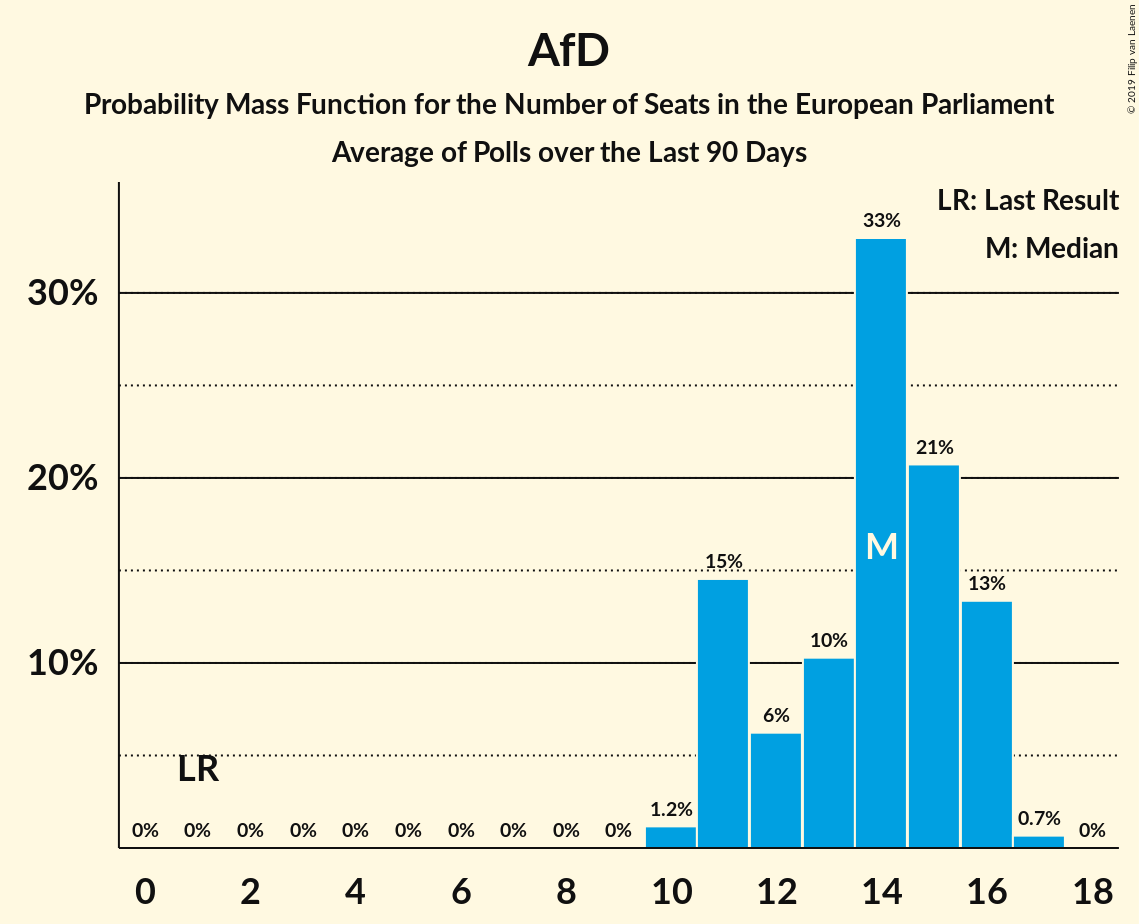 AfD
Probability Mass Function for the Number of Seats in the European Parliament
Average of Polls over the Last 90 Days
© 2019 Filip van Laenen
LR: Last Result
M: Median
33%
30%
21%
20%
M
15%
13%
10%
10%
6%
LR
1.2%
0.7%
0% 0% 0% 0% 0% 0% 0% 0% 0% 0% 0%
0 2 4 6 8 10 12 14 16 18